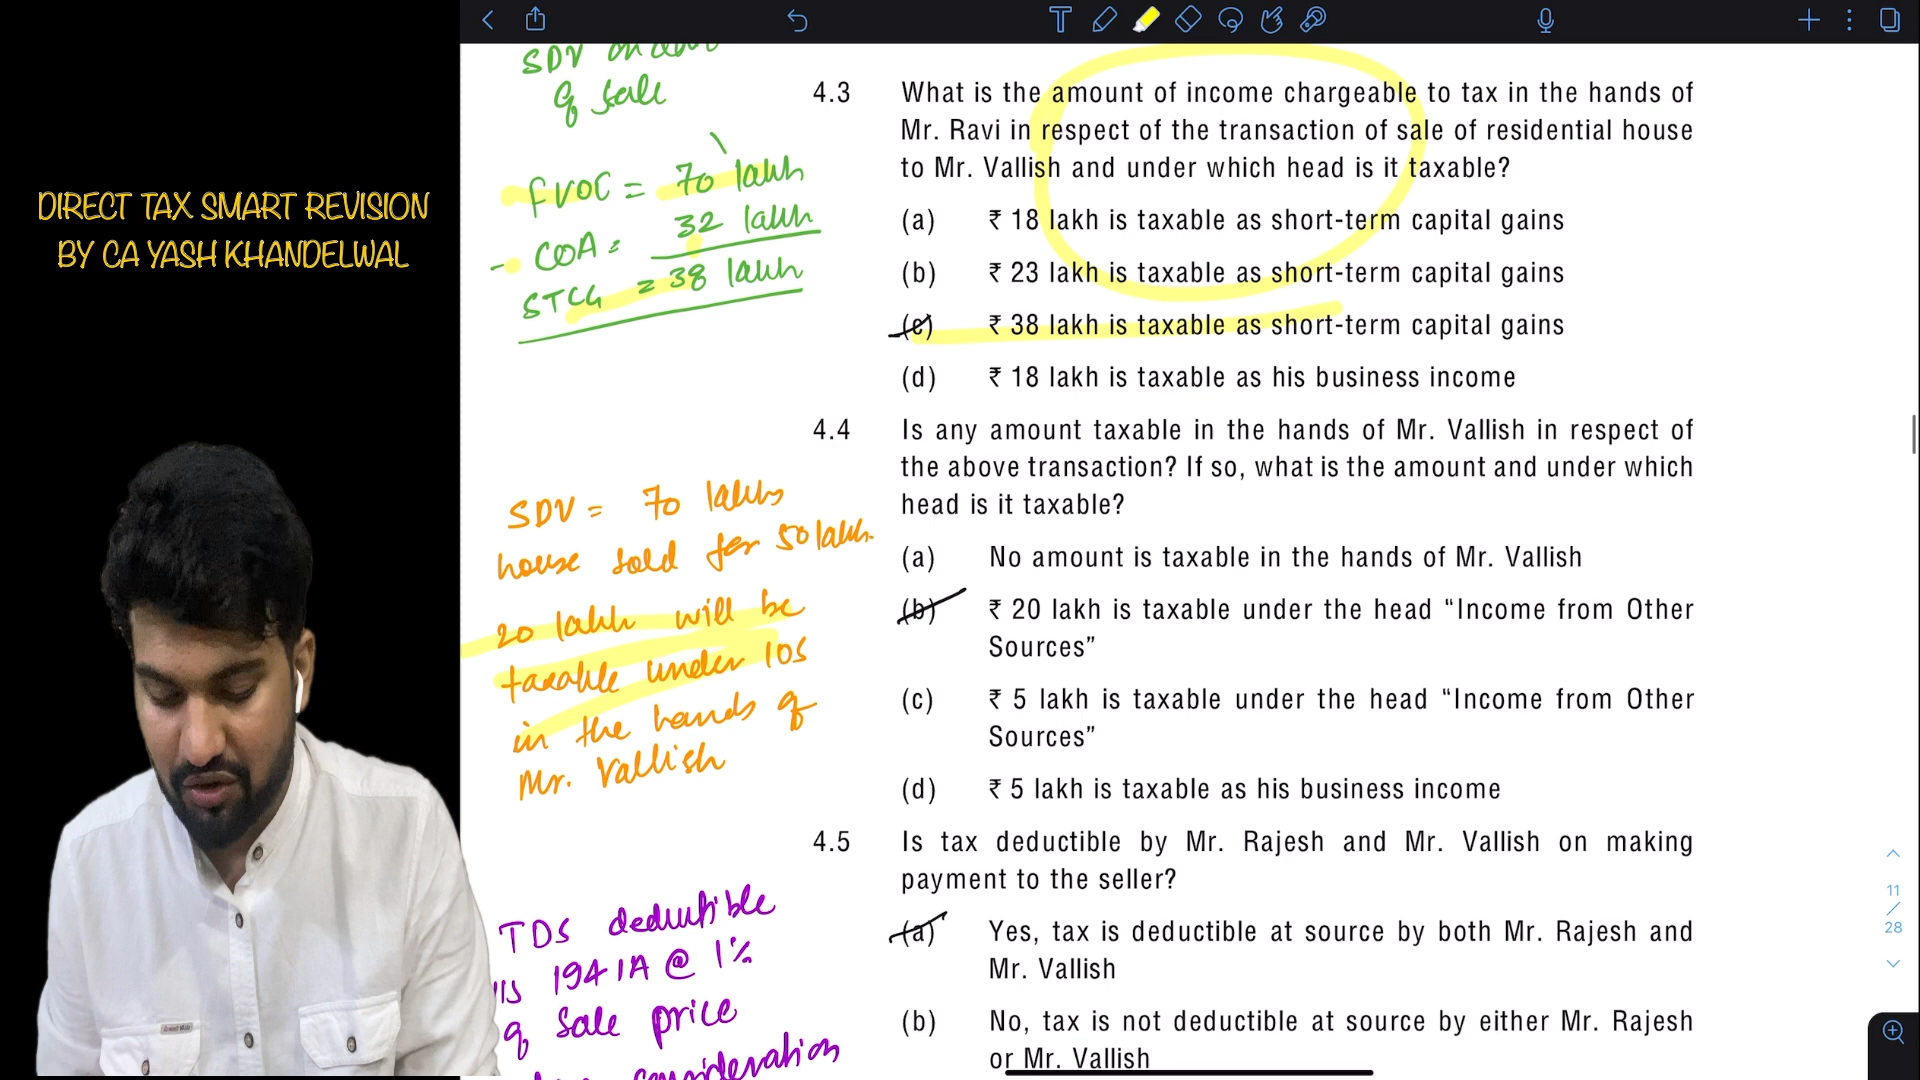 DIRECT TAX SMART REVISION
BY CA YASH KHANDELWAL
SDV on date
of sale
FVOC = 70 lakh
- COA = 32 lakh
STCG = 38 lakh
4.3 What is the amount of income chargeable to tax in the hands of
Mr. Ravi in respect of the transaction of sale of residential house
to Mr. Vallish and under which head is it taxable?
(a) ₹ 18 lakh is taxable as short-term capital gains
(b) ₹ 23 lakh is taxable as short-term capital gains
(c) ₹ 38 lakh is taxable as short-term capital gains
(d) ₹ 18 lakh is taxable as his business income
4.4 Is any amount taxable in the hands of Mr. Vallish in respect of
the above transaction? If so, what is the amount and under which
head is it taxable?
(a) No amount is taxable in the hands of Mr. Vallish
(b) ₹ 20 lakh is taxable under the head “Income from Other
Sources”
(c) ₹ 5 lakh is taxable under the head “Income from Other
Sources”
(d) ₹ 5 lakh is taxable as his business income
SDV = 70 lakhs
house sold for 50 lakh.
20 lakh will be
taxable under IOS
in the hands of
Mr. Vallish
4.5 Is tax deductible by Mr. Rajesh and Mr. Vallish on making
payment to the seller?
(a) Yes, tax is deductible at source by both Mr. Rajesh and
Mr. Vallish
(b) No, tax is not deductible at source by either Mr. Rajesh
or Mr. Vallish
TDS deductible
u/s 194IA @ 1%
of sale price
consideration
11
/
28